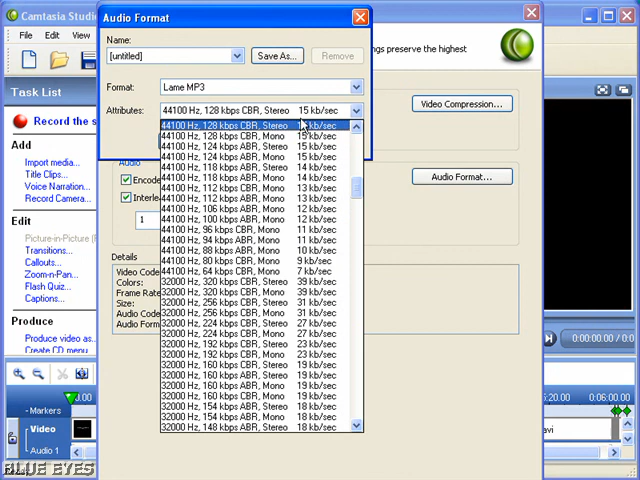 Camtasia Studio
File Edit View
Task List
Record the s
Add
Import media...
Title Clips...
Voice Narration...
Record Camera...
Edit
Picture-in-Picture (P
Transitions...
Callouts...
Zoom-n-Pan...
Flash Quiz...
Captions...
Produce
Produce video as...
Create CD menu
Audio Format
Name:
[untitled]
Save As...
Remove
Format:
Lame MP3
Attributes:
44100 Hz, 128 kbps CBR, Stereo 15 kb/sec
44100 Hz, 128 kbps CBR, Stereo 15 kb/sec
44100 Hz, 128 kbps CBR, Mono 15 kb/sec
44100 Hz, 124 kbps ABR, Stereo 15 kb/sec
44100 Hz, 124 kbps ABR, Mono 15 kb/sec
44100 Hz, 118 kbps ABR, Stereo 14 kb/sec
44100 Hz, 118 kbps ABR, Mono 14 kb/sec
44100 Hz, 112 kbps CBR, Stereo 13 kb/sec
44100 Hz, 112 kbps CBR, Mono 13 kb/sec
44100 Hz, 106 kbps ABR, Mono 12 kb/sec
44100 Hz, 100 kbps ABR, Mono 12 kb/sec
44100 Hz, 96 kbps CBR, Mono 11 kb/sec
44100 Hz, 94 kbps ABR, Mono 11 kb/sec
44100 Hz, 88 kbps ABR, Mono 10 kb/sec
44100 Hz, 80 kbps CBR, Mono 9 kb/sec
44100 Hz, 64 kbps CBR, Mono 7 kb/sec
32000 Hz, 320 kbps CBR, Stereo 39 kb/sec
32000 Hz, 320 kbps CBR, Mono 39 kb/sec
32000 Hz, 256 kbps CBR, Stereo 31 kb/sec
32000 Hz, 256 kbps CBR, Mono 31 kb/sec
32000 Hz, 224 kbps CBR, Stereo 27 kb/sec
32000 Hz, 224 kbps CBR, Mono 27 kb/sec
32000 Hz, 192 kbps CBR, Stereo 23 kb/sec
32000 Hz, 192 kbps CBR, Mono 23 kb/sec
32000 Hz, 160 kbps CBR, Stereo 19 kb/sec
32000 Hz, 160 kbps CBR, Mono 19 kb/sec
32000 Hz, 160 kbps ABR, Stereo 19 kb/sec
32000 Hz, 160 kbps ABR, Mono 19 kb/sec
32000 Hz, 154 kbps ABR, Stereo 18 kb/sec
32000 Hz, 154 kbps ABR, Mono 18 kb/sec
32000 Hz, 148 kbps ABR, Stereo 18 kb/sec
ngs preserve the highest
Video Compression...
Audio
Encode
Interlea
1
Audio Format...
Details
Video Code
Colors:
Frame Rate
Size:
Audio Code
Audio Form
0:00:00.00 / 0
0.00
5:20.00 0:06:00.00
- Markers
Video
avi
Audio 1
BLUE EYES